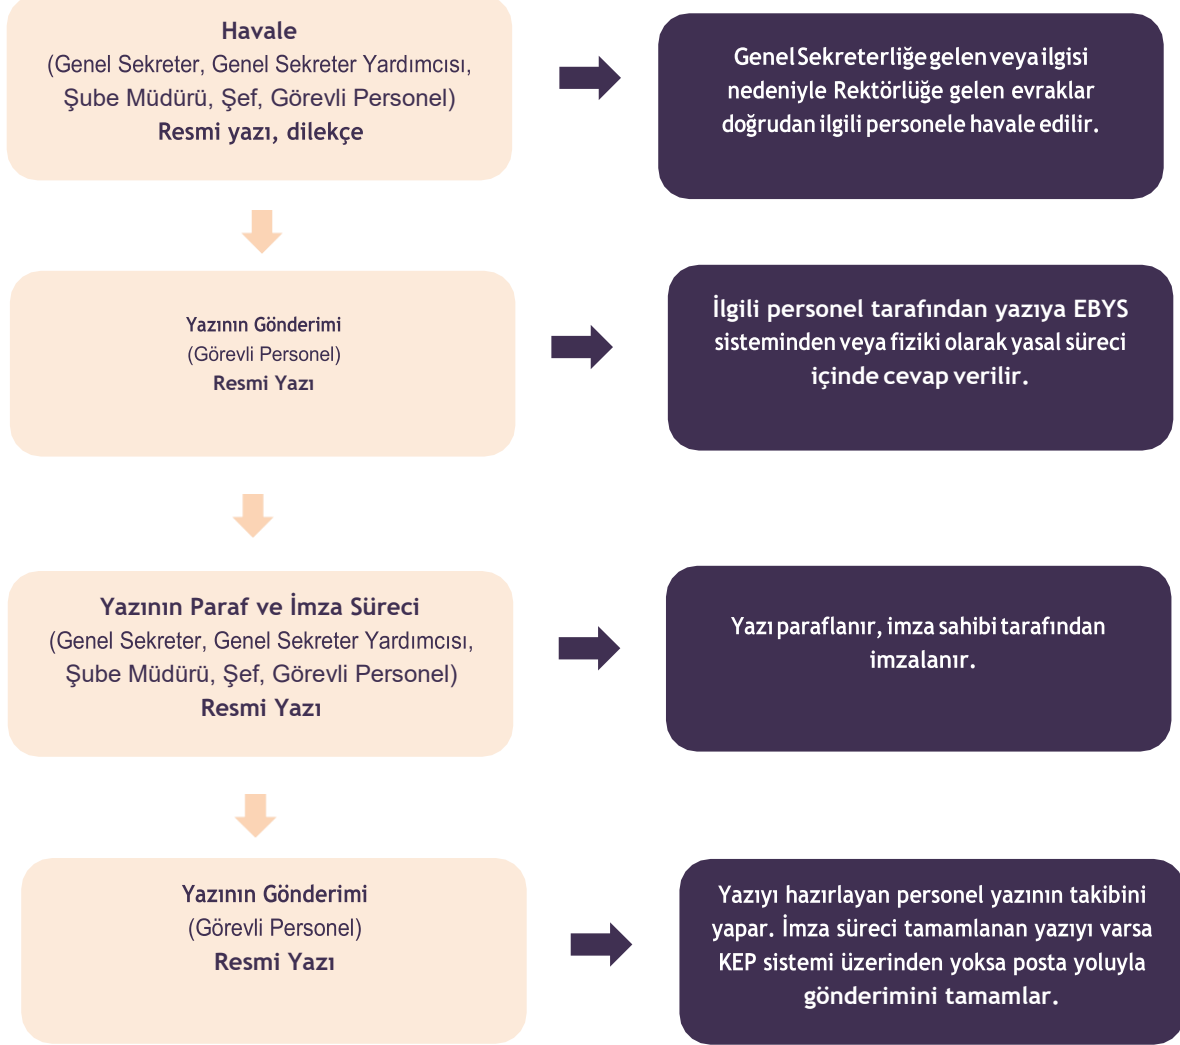 Havale
(Genel Sekreter, Genel Sekreter Yardımcısı,
Şube Müdürü, Şef, Görevli Personel)
Resmi yazı, dilekçe
Genel Sekreterliğe gelen veya ilgisi
nedeniyle Rektörlüğe gelen evraklar
doğrudan ilgili personele havale edilir.
Yazının Gönderimi
(Görevli Personel)
Resmi Yazı
İlgili personel tarafından yazıya EBYS
sisteminden veya fiziki olarak yasal süreci
içinde cevap verilir.
Yazının Paraf ve İmza Süreci
(Genel Sekreter, Genel Sekreter Yardımcısı,
Şube Müdürü, Şef, Görevli Personel)
Resmi Yazı
Yazı paraflanır, imza sahibi tarafından
imzalanır.
Yazının Gönderimi
(Görevli Personel)
Resmi Yazı
Yazıyı hazırlayan personel yazının takibini
yapar. İmza süreci tamamlanan yazıyı varsa
KEP sistemi üzerinden yoksa posta yoluyla
gönderimini tamamlar.